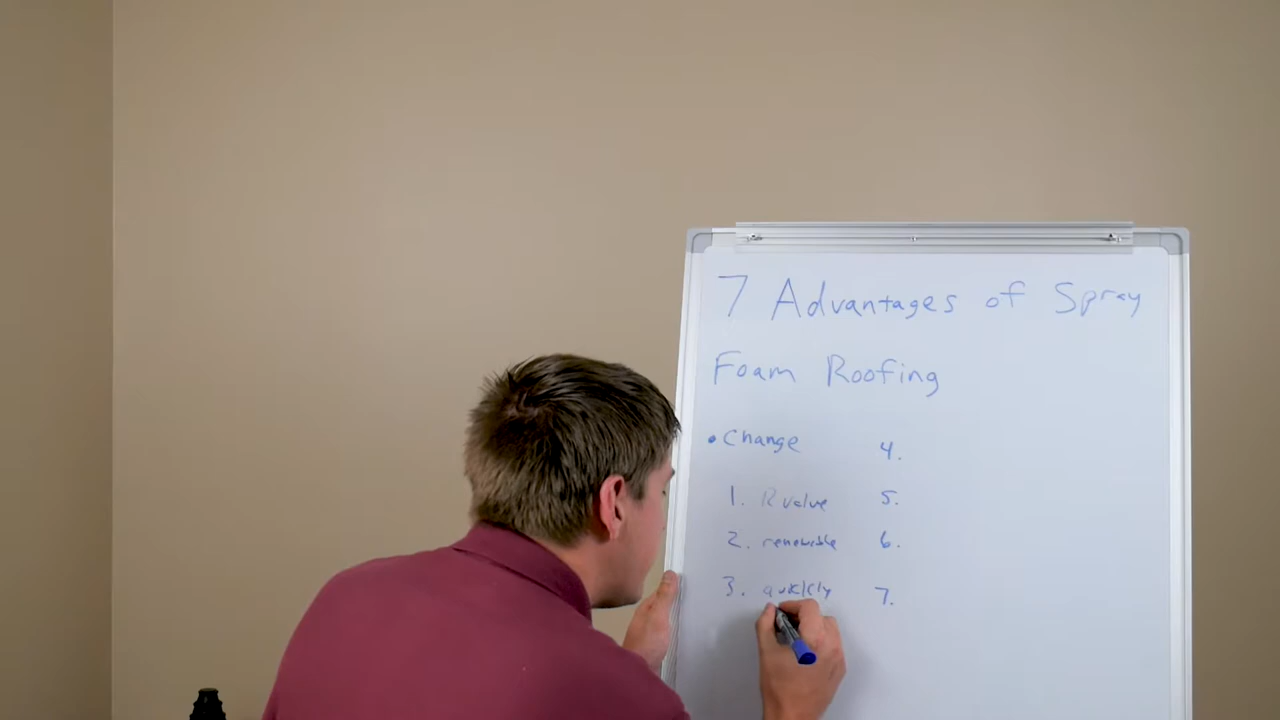 7 Advantages of Spray
Foam Roofing
• Change
1. R value
2. renewable
3. quickly
4.
5.
6.
7.